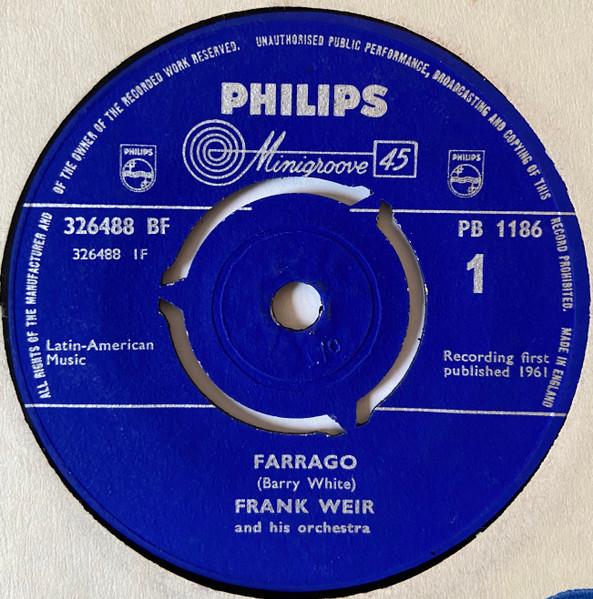 ALL RIGHTS OF THE MANUFACTURER AND OF THE OWNER OF THE RECORDED WORK RESERVED. UNAUTHORISED PUBLIC PERFORMANCE, BROADCASTING AND COPYING OF THIS RECORD PROHIBITED. MADE IN ENGLAND
PHILIPS
Minigroove 45
PHILIPS
PHILIPS
326488 BF
PB 1186
326488 1F
1
Latin-American
Music
Recording first
published 1961
FARRAGO
(Barry White)
FRANK WEIR
and his orchestra